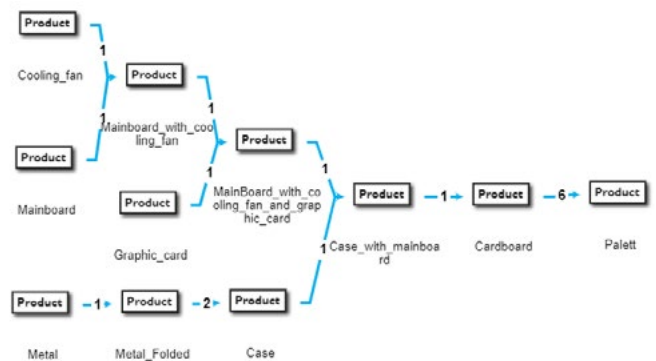 Product
1
Cooling_fan
Product
1
Mainboard_with_coo
ling_fan
Product
1
Product
Mainboard
Product
1
Graphic_card
MainBoard_with_co
oling_fan_and_grap
hic_card
1
Product
1
Case_with_mainboa
rd
1
Product
Cardboard
6
Product
Palett
Product
1
Product
2
Product
Metal
Metal_Folded
Case